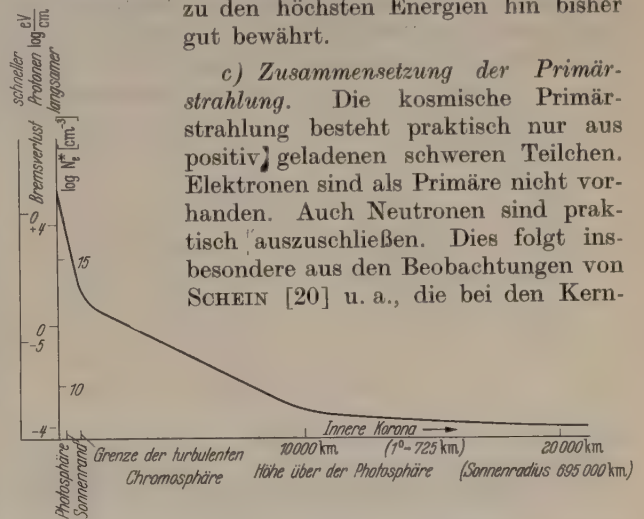 zu den höchsten Energien hin bisher
gut bewährt.
c) Zusammensetzung der Primär-
strahlung. Die kosmische Primär-
strahlung besteht praktisch nur aus
positiv geladenen schweren Teilchen.
Elektronen sind als Primäre nicht vor-
handen. Auch Neutronen sind prak-
tisch auszuschließen. Dies folgt ins-
besondere aus den Beobachtungen von
SCHEIN [20] u. a., die bei den Kern-
Bremsverlust
schneller
langsamer
Protonen log eV/cm
log N*e [cm-3]
0
+4
15
0
-5
10
-4
Innere Korona
Photosphäre
Sonnenrand
Grenze der turbulenten
Chromosphäre
10000 km
(1"=725 km)
20000 km
Höhe über der Photosphäre
(Sonnenradius 695 000 km)